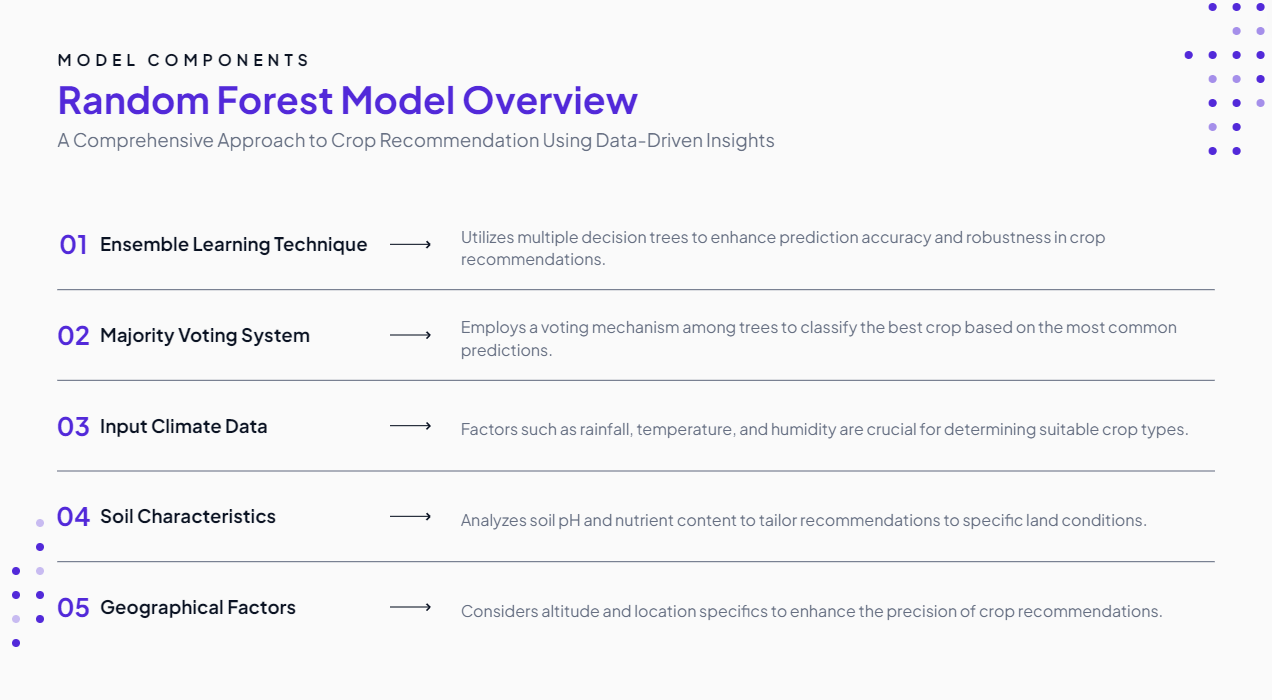 MODEL COMPONENTS
Random Forest Model Overview
A Comprehensive Approach to Crop Recommendation Using Data-Driven Insights
01 Ensemble Learning Technique
Utilizes multiple decision trees to enhance prediction accuracy and robustness in crop
recommendations.
02 Majority Voting System
Employs a voting mechanism among trees to classify the best crop based on the most common
predictions.
03 Input Climate Data
Factors such as rainfall, temperature, and humidity are crucial for determining suitable crop types.
04 Soil Characteristics
Analyzes soil pH and nutrient content to tailor recommendations to specific land conditions.
05 Geographical Factors
Considers altitude and location specifics to enhance the precision of crop recommendations.